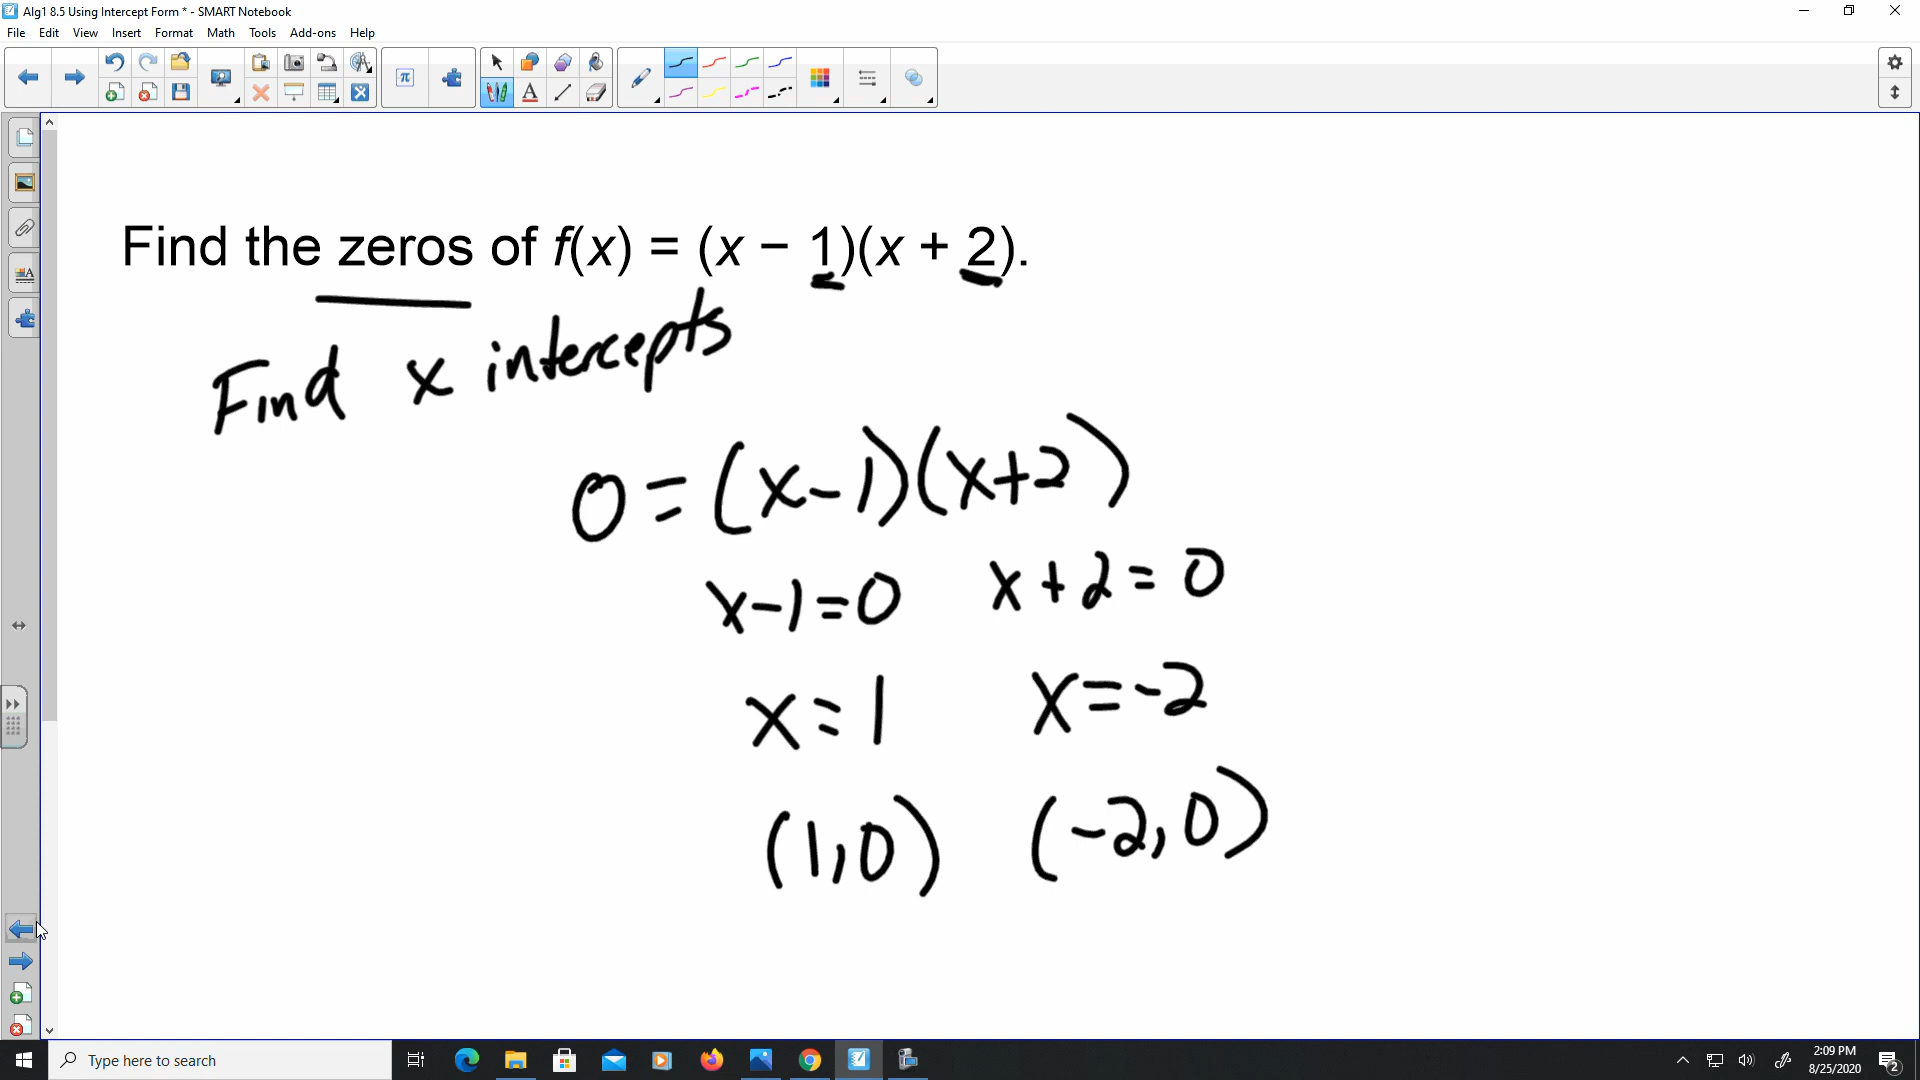 Alg1 8.5 Using Intercept Form * - SMART Notebook
File Edit View Insert Format Math Tools Add-ons Help
Find the zeros of f(x) = (x − 1)(x + 2).
Find x intercepts
0 = (x-1)(x+2)
x-1=0 x+2=0
x=1 x=-2
(1,0) (-2,0)
Type here to search
2:09 PM
8/25/2020
2